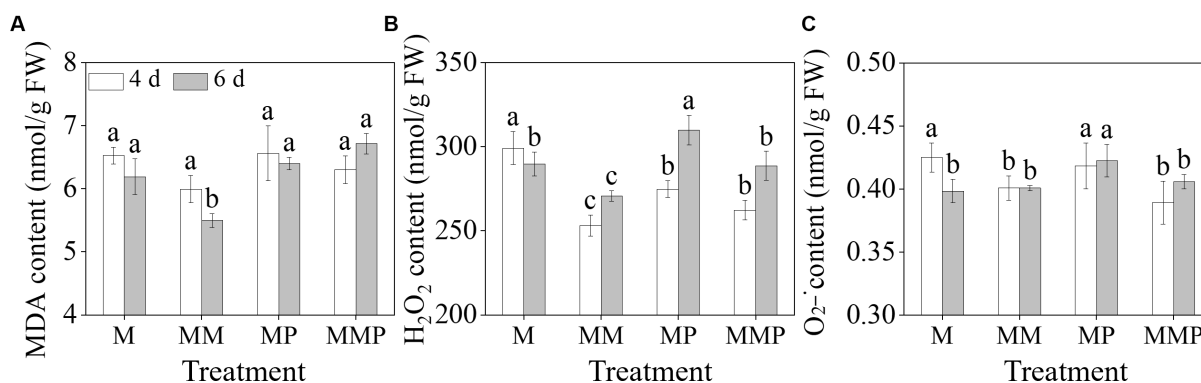 A
MDA content (nmol/g FW)
8
7
6
5
4
4 d
6 d
a a
a b
a a
a a
M MM MP MMP
Treatment
B
H₂O₂ content (nmol/g FW)
350
300
250
200
a b
c c
b a
b b
M MM MP MMP
Treatment
C
O₂⁻· content (nmol/g FW)
0.50
0.45
0.40
0.35
0.30
a b
b b
a a
b b
M MM MP MMP
Treatment